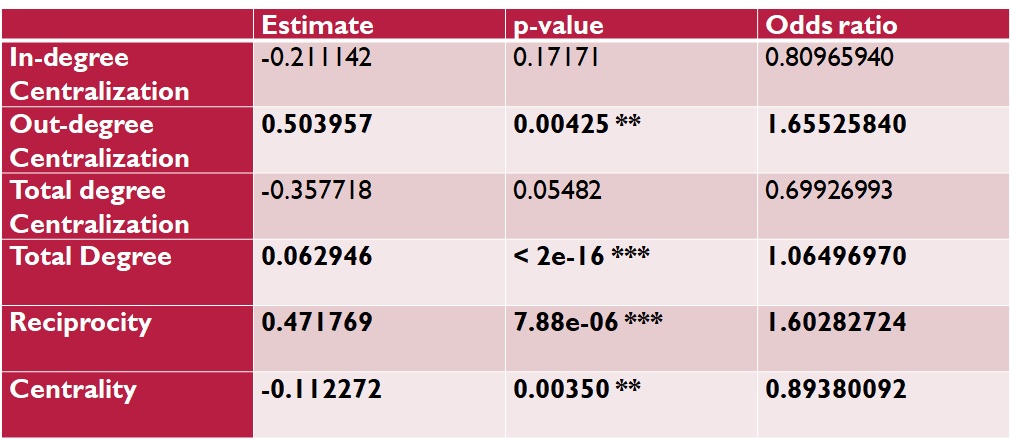 Estimate p-value Odds ratio
In-degree -0.211142 0.17171 0.80965940
Centralization
Out-degree 0.503957 0.00425 ** 1.65525840
Centralization
Total degree -0.357718 0.05482 0.69926993
Centralization
Total Degree 0.062946 < 2e-16 *** 1.06496970
Reciprocity 0.471769 7.88e-06 *** 1.60282724
Centrality -0.112272 0.00350 ** 0.89380092